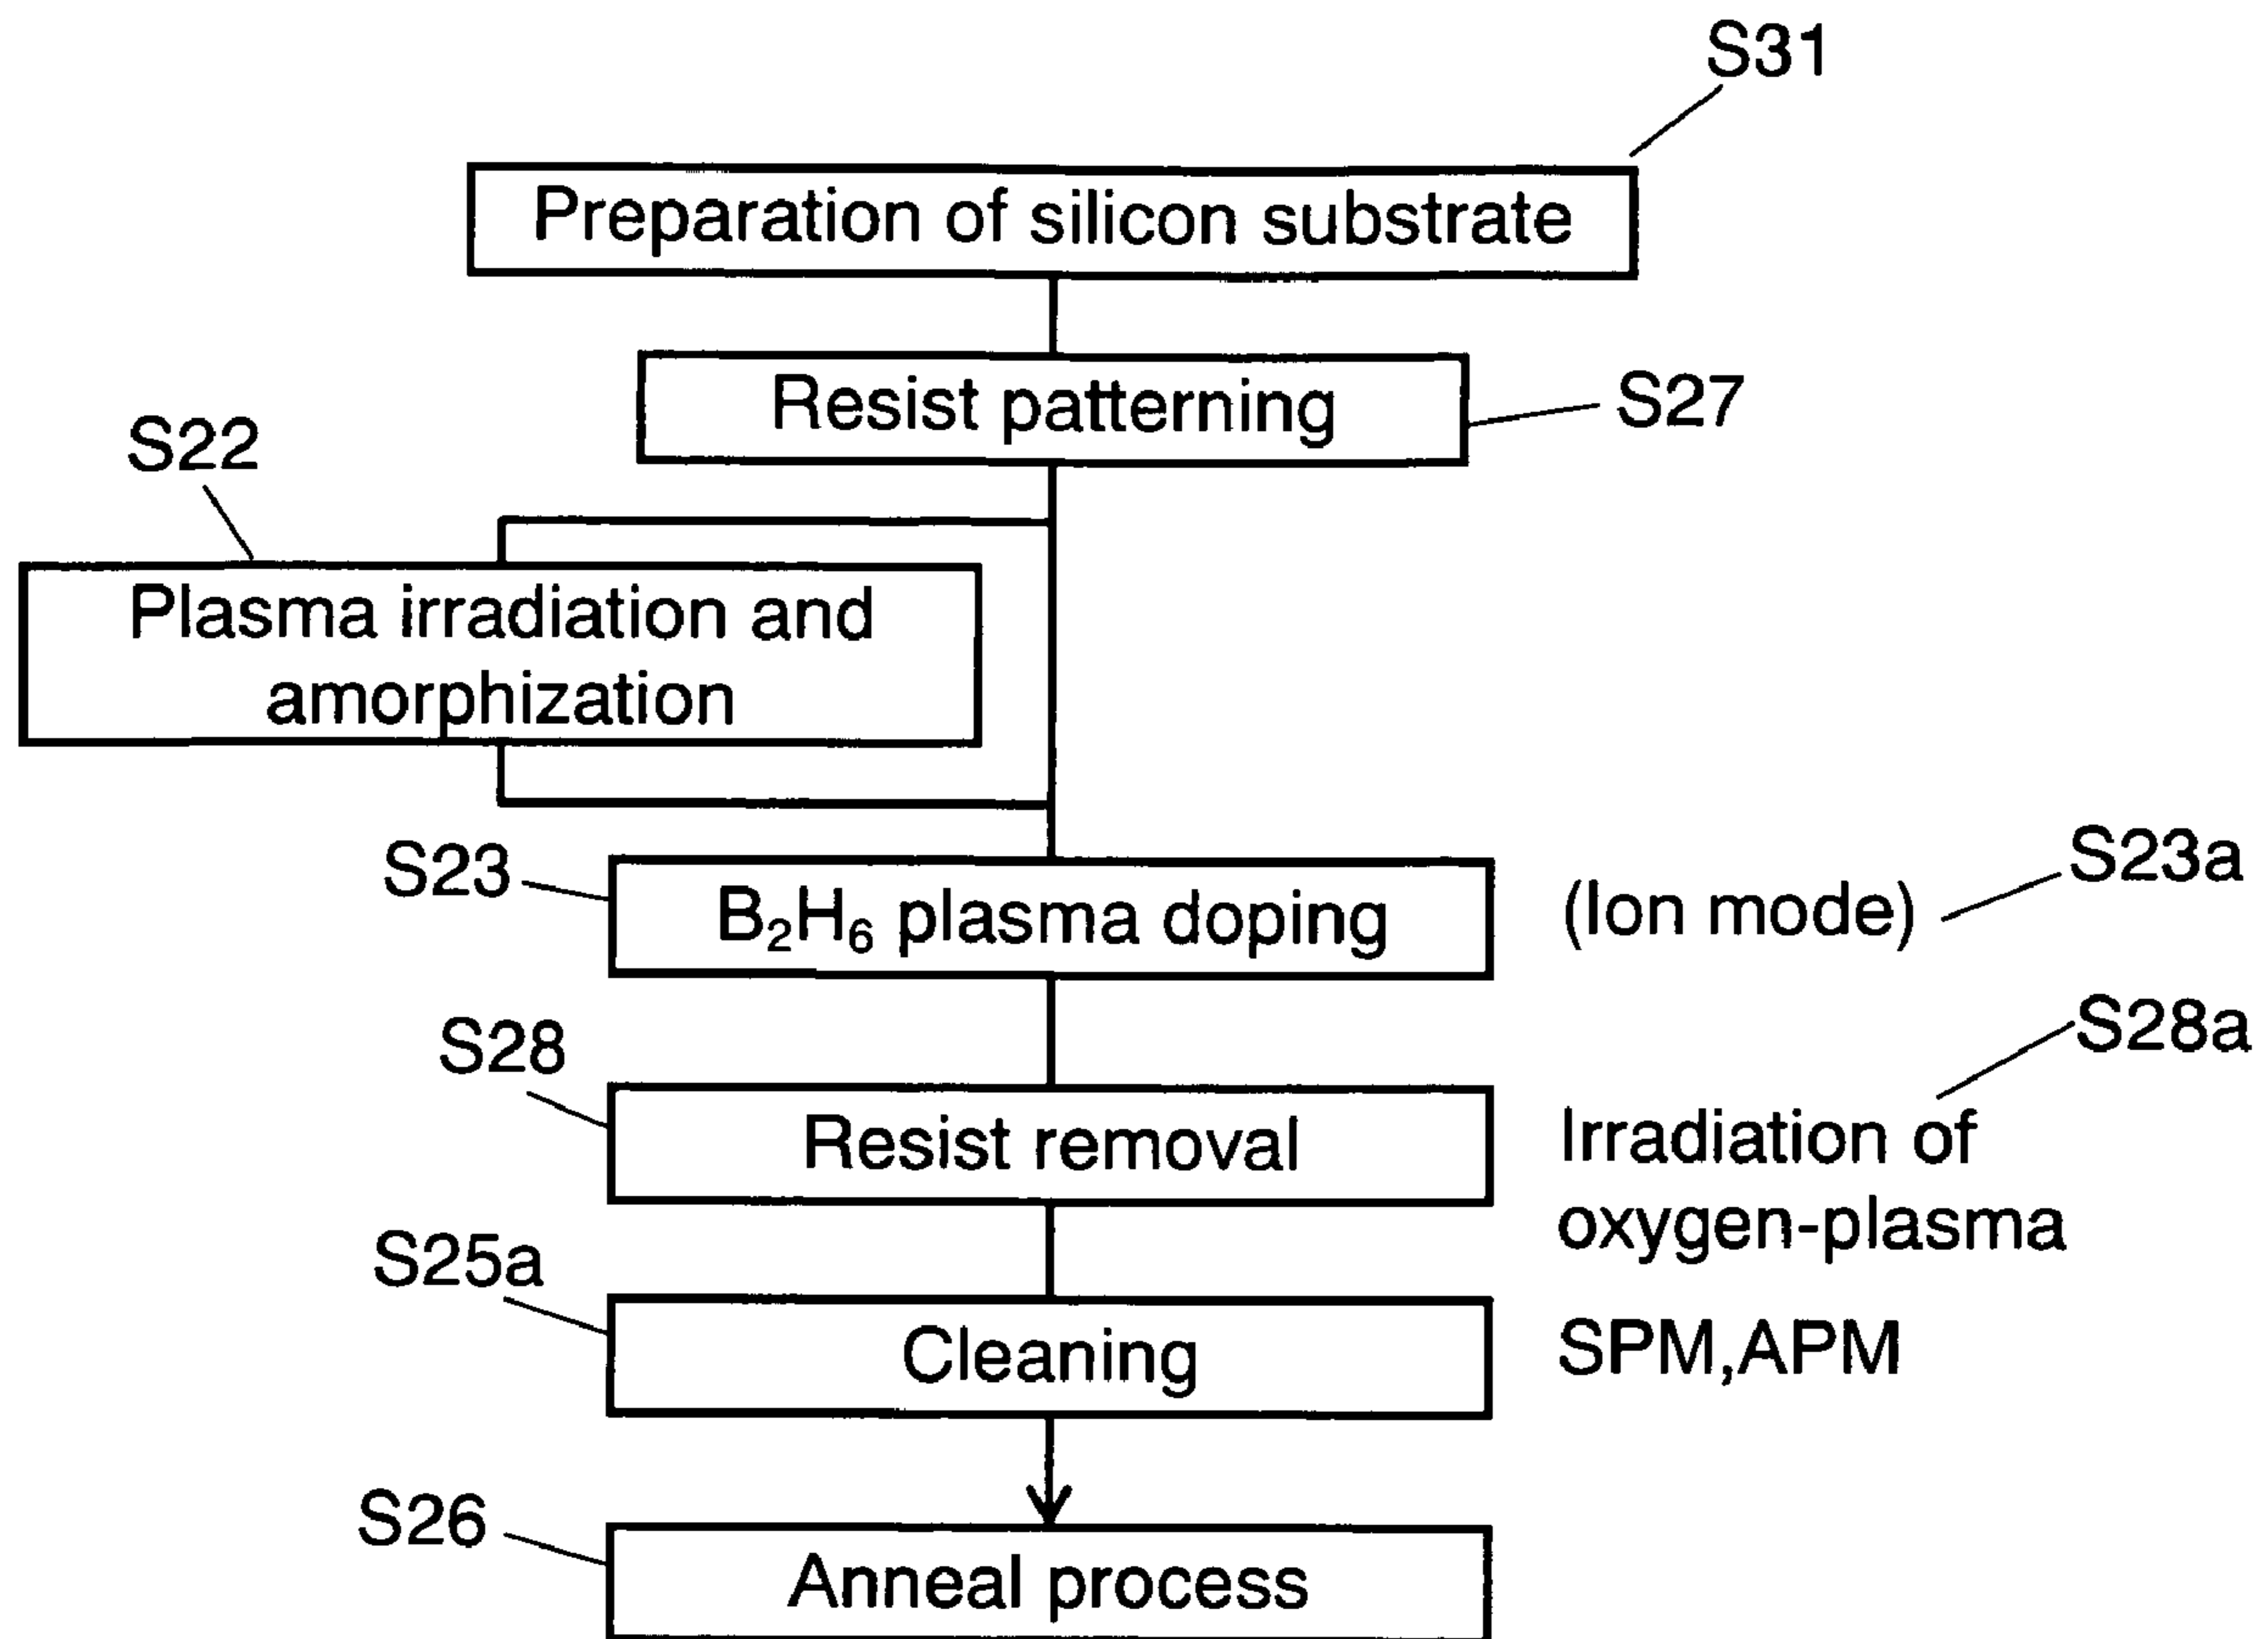 S31
Preparation of silicon substrate
Resist patterning
S27
S22
Plasma irradiation and
amorphization
S23
B₂H₆ plasma doping
(Ion mode)
S23a
S28
Resist removal
S28a
Irradiation of
oxygen-plasma
S25a
Cleaning
SPM,APM
S26
Anneal process